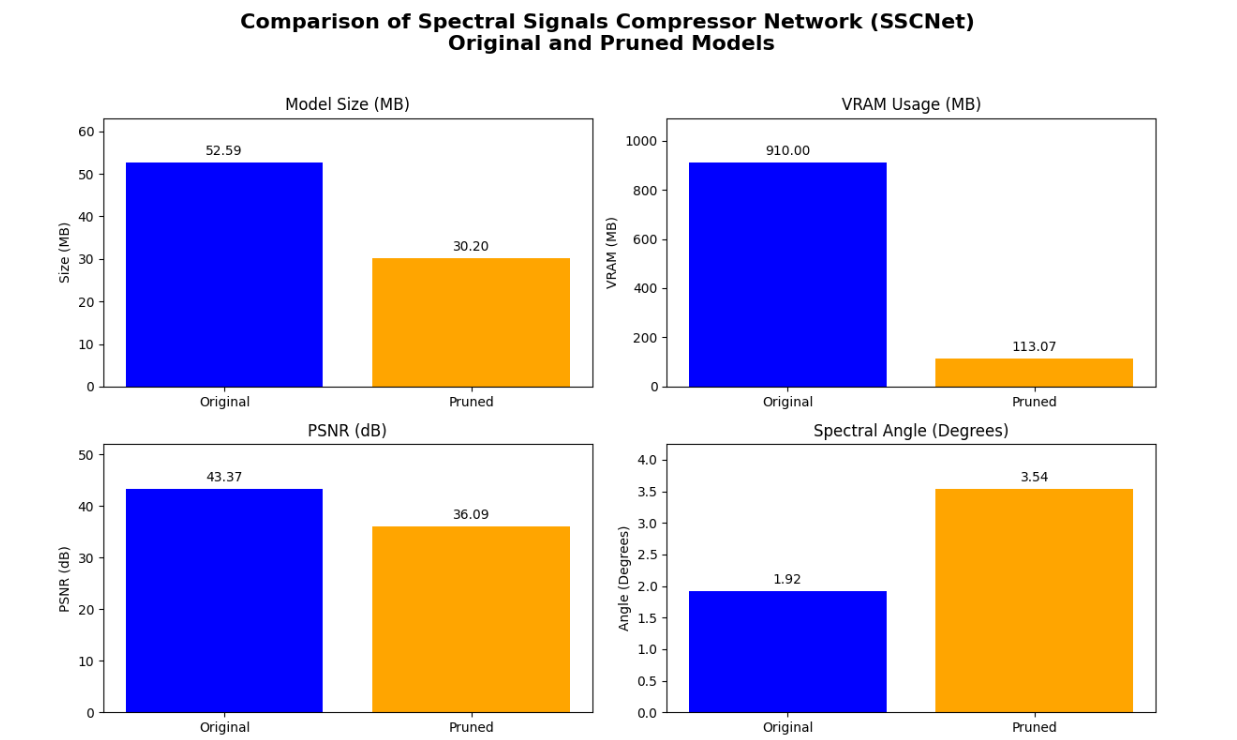 Comparison of Spectral Signals Compressor Network (SSCNet)
Original and Pruned Models
Model Size (MB)
Size (MB)
60
50
40
30
20
10
0
52.59
30.20
Original
Pruned
VRAM Usage (MB)
VRAM (MB)
1000
800
600
400
200
0
910.00
113.07
Original
Pruned
PSNR (dB)
PSNR (dB)
50
40
30
20
10
0
43.37
36.09
Original
Pruned
Spectral Angle (Degrees)
Angle (Degrees)
4.0
3.5
3.0
2.5
2.0
1.5
1.0
0.5
0.0
1.92
3.54
Original
Pruned